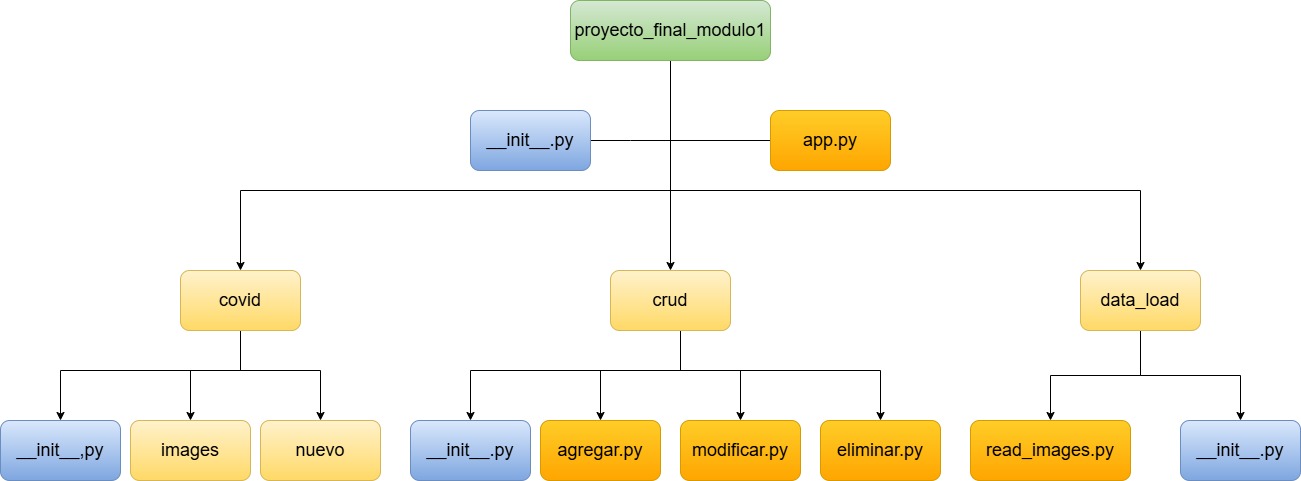 proyecto_final_modulo1
__init__.py
app.py
covid
crud
data_load
__init__,py
images
nuevo
__init__.py
agregar.py
modificar.py
eliminar.py
read_images.py
__init__.py